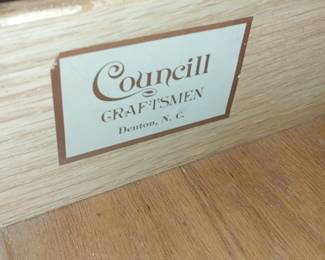 Councill
CRAFTSMEN
Denton, N. C.